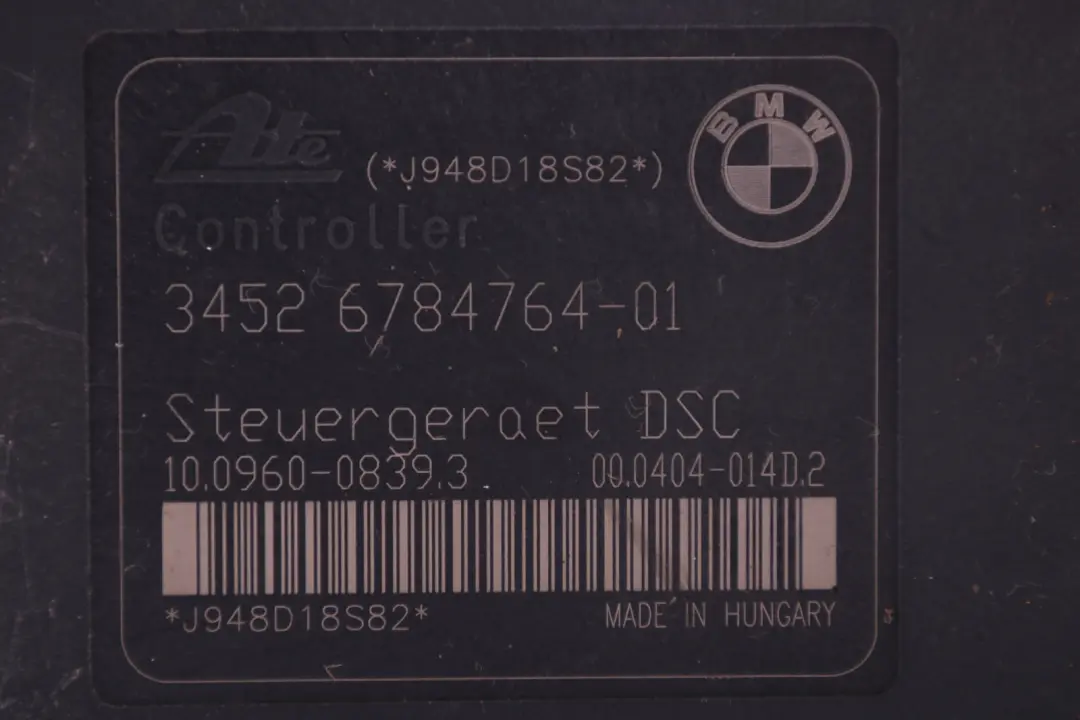 Ate
(*J948D18S82*)
BMW
Controller
3452 6784764-01
Steuergeraet DSC
10.0960-0839.3 00.0404-014D.2
*J948D18S82* MADE IN HUNGARY